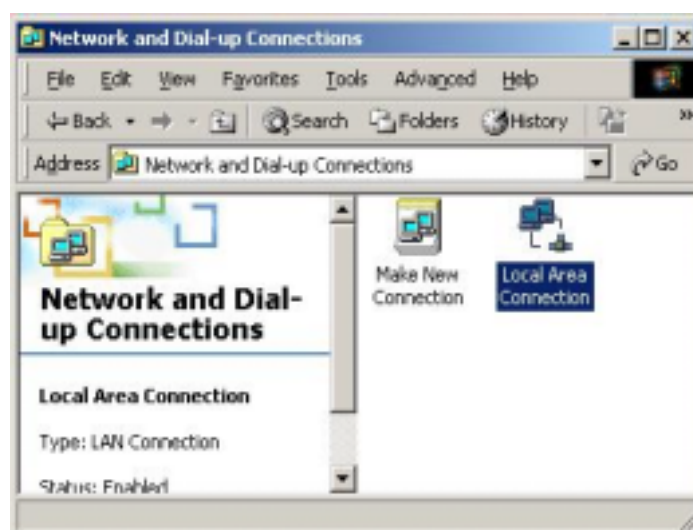 Network and Dial-up Connections
File Edit View Favorites Tools Advanced Help
Back Search Folders History »
Address Network and Dial-up Connections Go
Network and Dial-
up Connections
Local Area Connection
Type: LAN Connection
Status: Enabled
Make New
Connection
Local Area
Connection